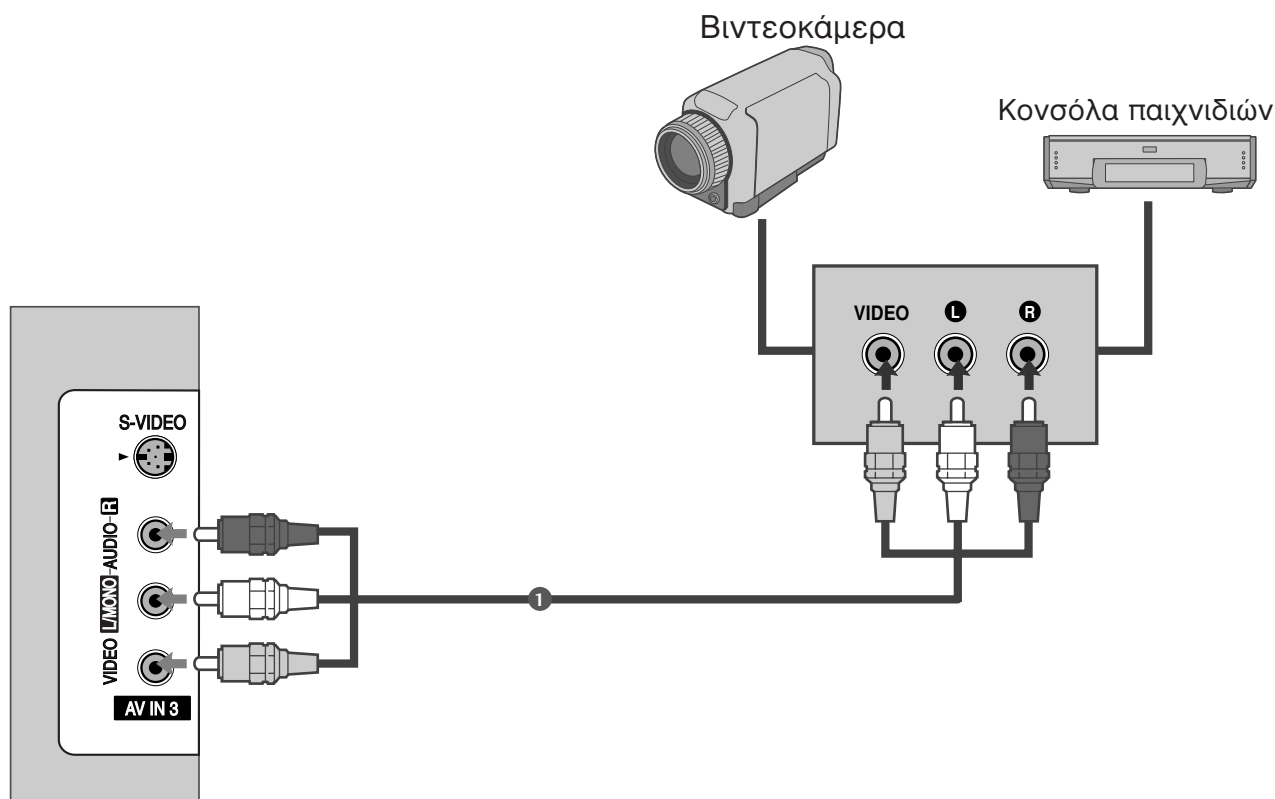 Βιντεοκάμερα
Κονσόλα παιχνιδιών
VIDEO L R
S-VIDEO
VIDEO L/MONO-AUDIO-R
1
AV IN 3